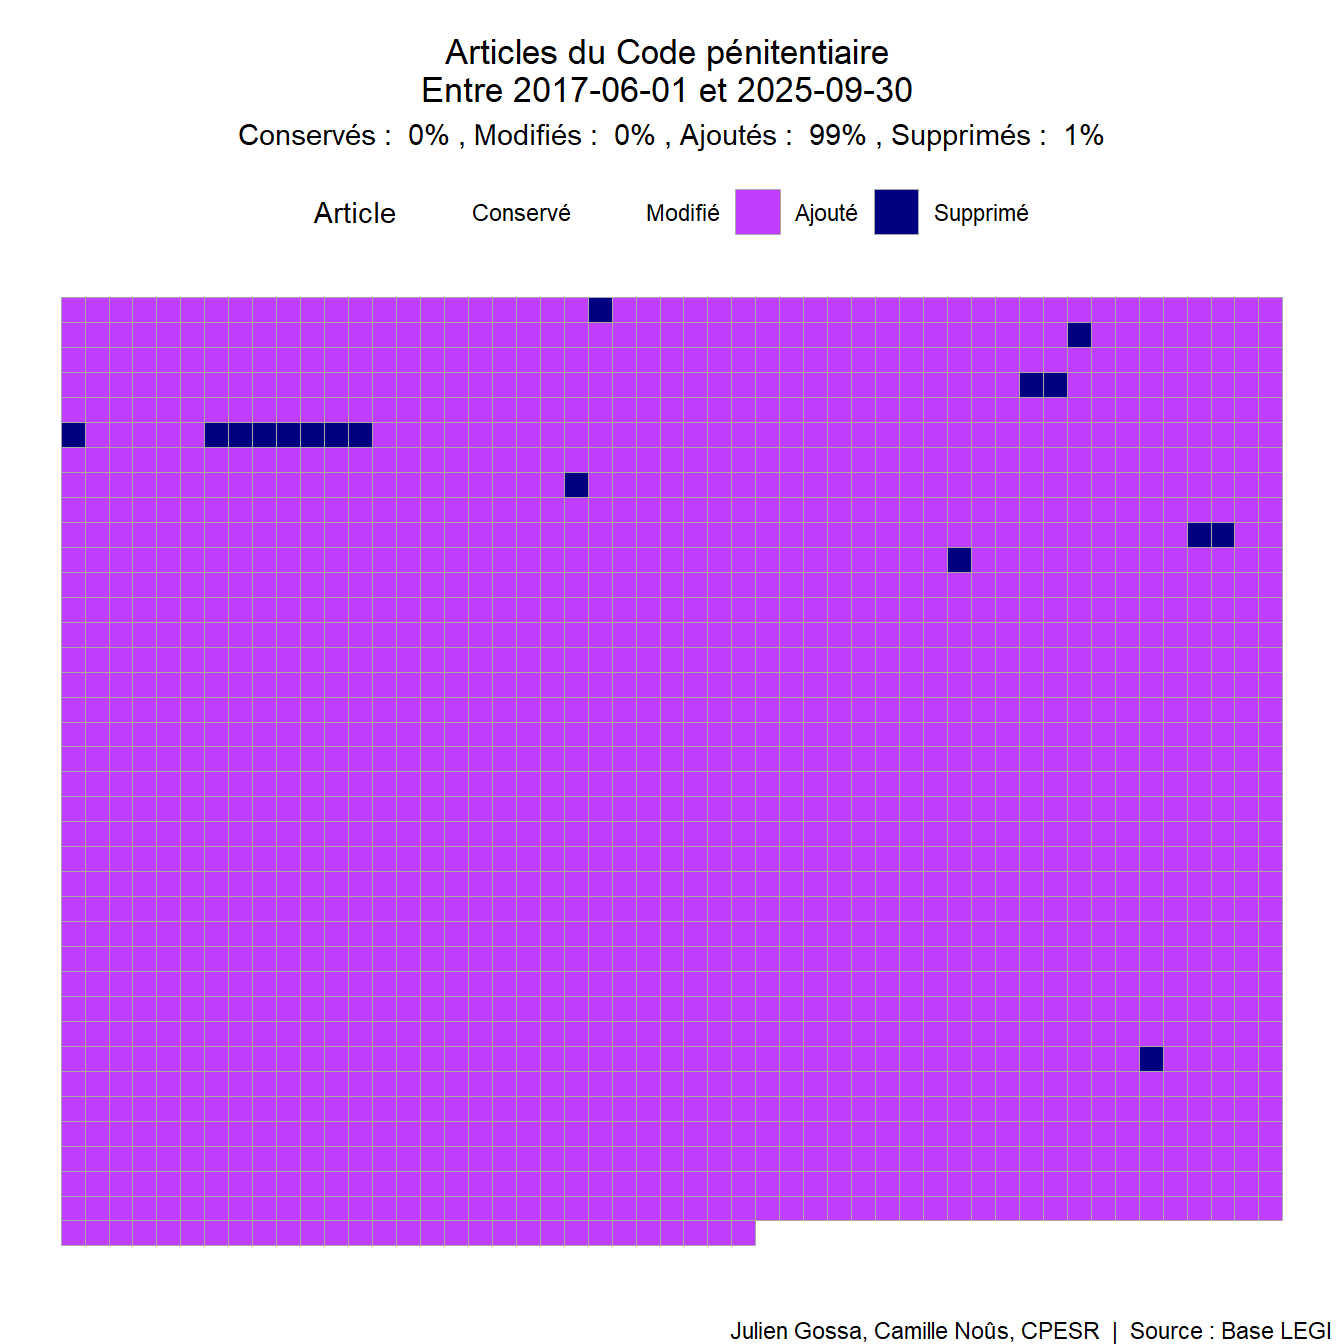 Articles du Code pénitentiaire
Entre 2017-06-01 et 2025-09-30
Conservés :  0% , Modifiés :  0% , Ajoutés :  99% , Supprimés :  1%
Article Conservé Modifié Ajouté Supprimé
Julien Gossa, Camille Noûs, CPESR | Source : Base LEGI